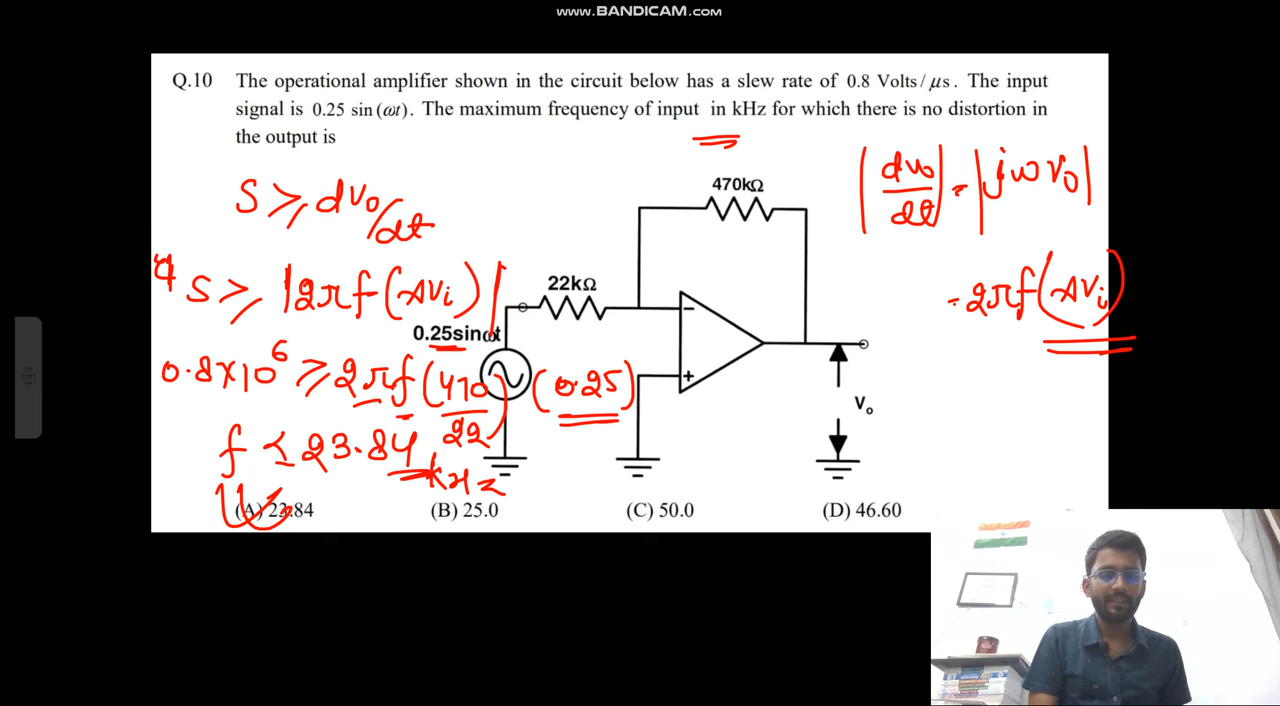 www.BANDICAM.com
Q.10 The operational amplifier shown in the circuit below has a slew rate of 0.8 Volts / μs. The input
signal is 0.25 sin (ωt). The maximum frequency of input in kHz for which there is no distortion in
the output is
S ≥ dv₀/dt
|dv₀/dt| = |jω v₀|
= 2πf(Avᵢ)
S ≥ |2πf(Avᵢ)|
0.8×10⁶ ≥ 2πf(470/22)(0.25)
f ≤ 23.84 kHz
470kΩ
22kΩ
0.25sinωt
−
+
Vₒ
(A) 23.84 (B) 25.0 (C) 50.0 (D) 46.60